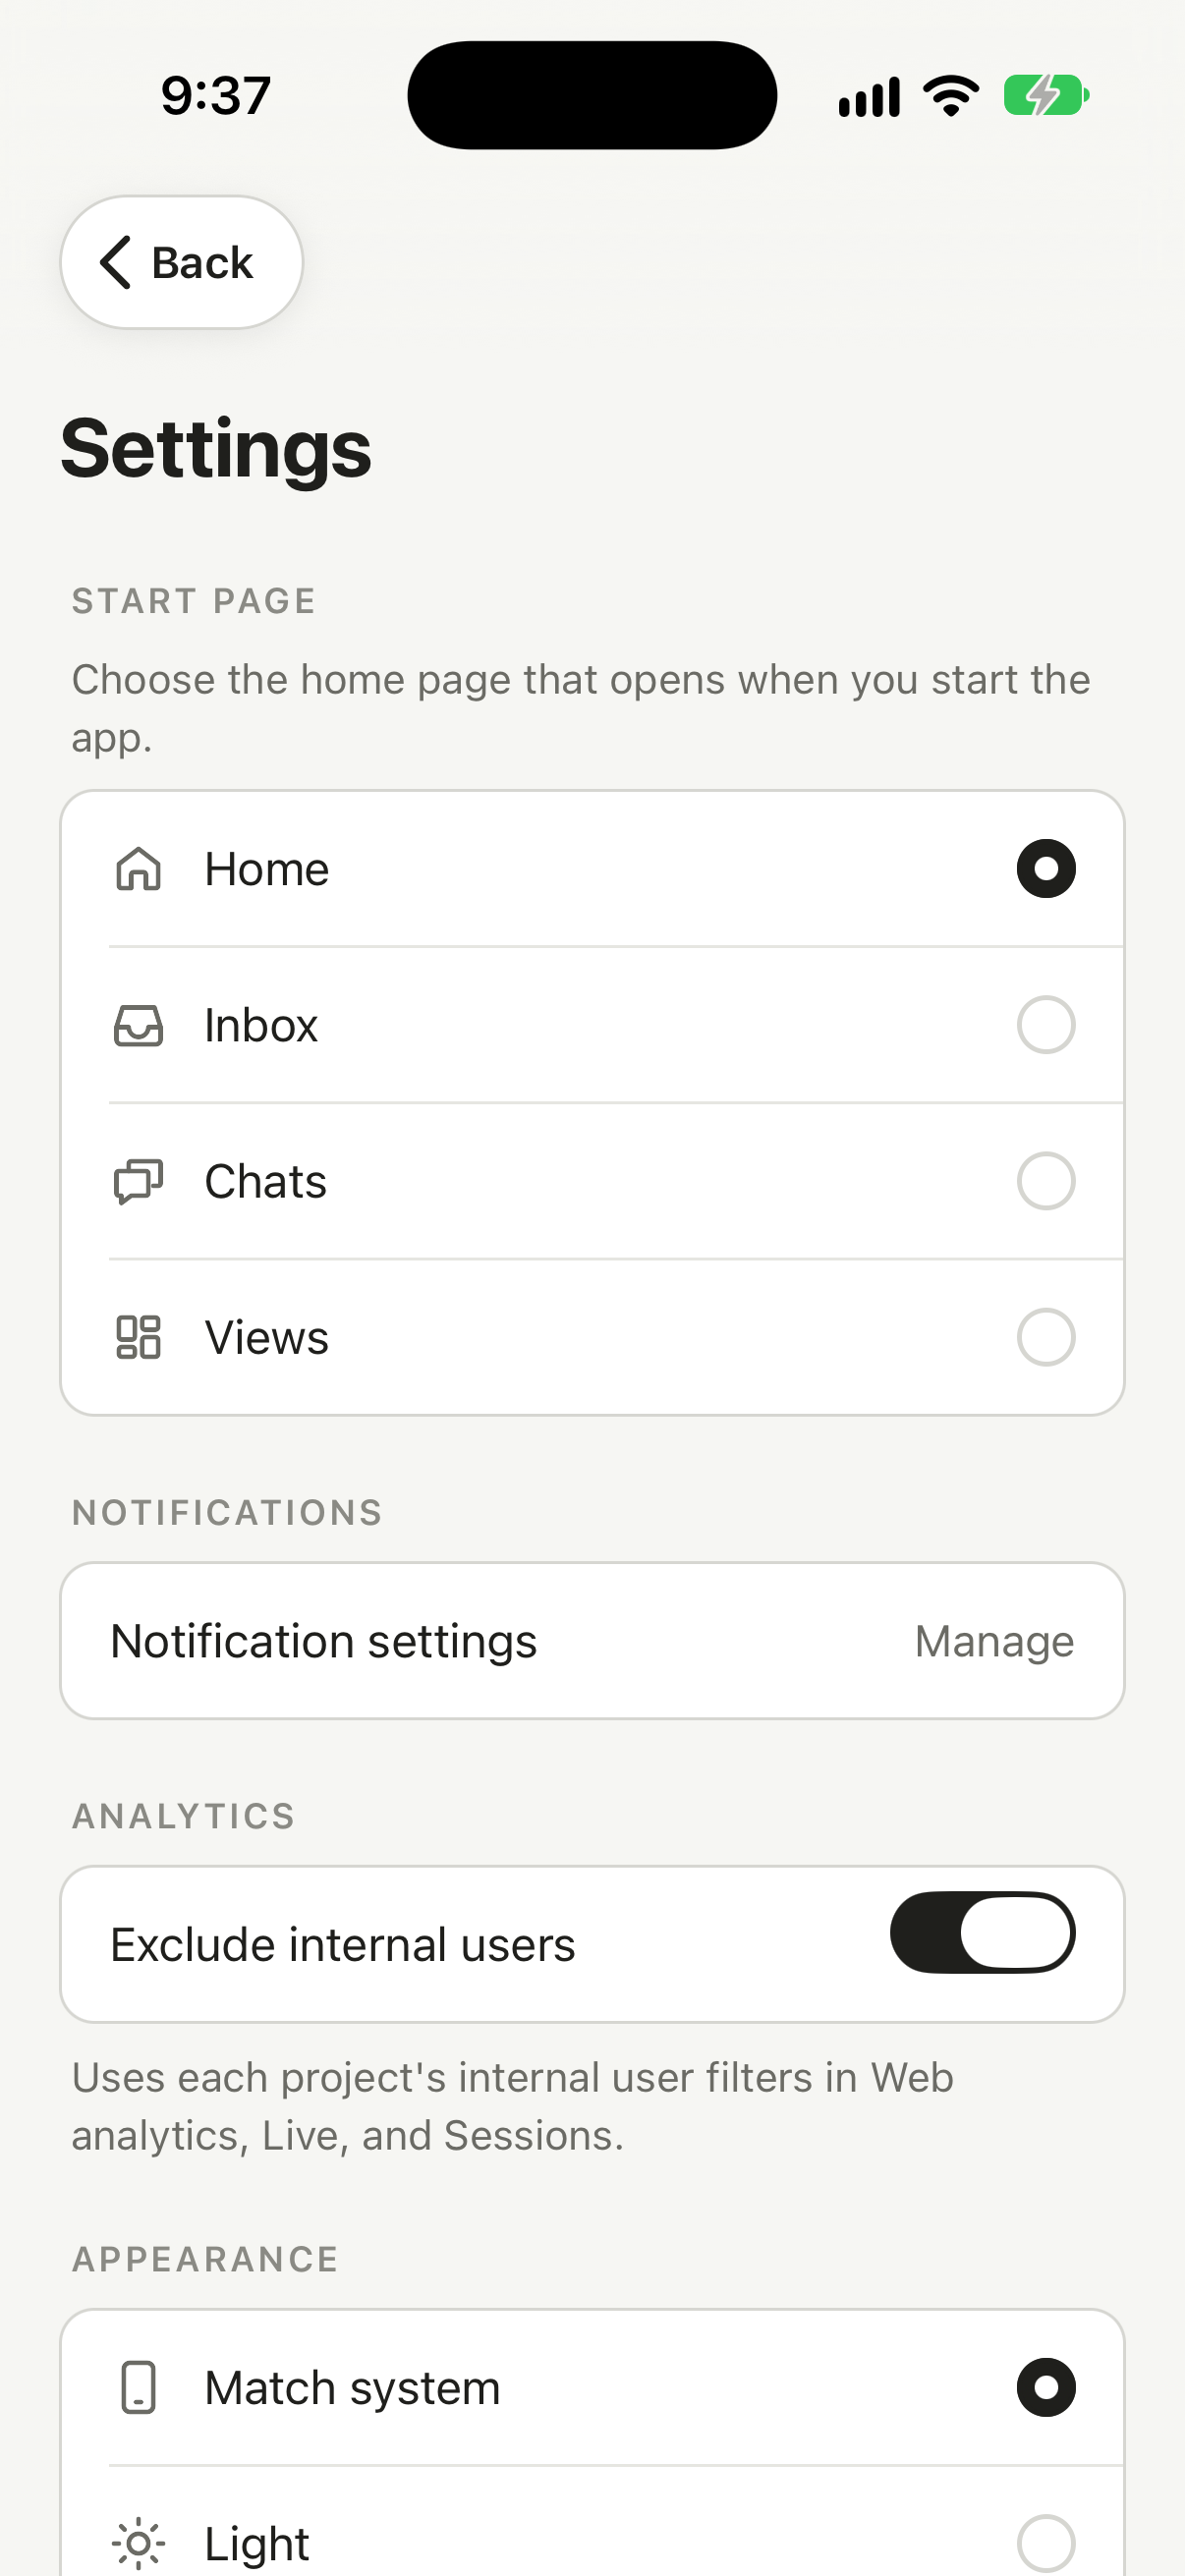 9:37
Back
Settings
START PAGE
Choose the home page that opens when you start the
app.
Home
Inbox
Chats
Views
NOTIFICATIONS
Notification settings
Manage
ANALYTICS
Exclude internal users
Uses each project's internal user filters in Web
analytics, Live, and Sessions.
APPEARANCE
Match system
Light